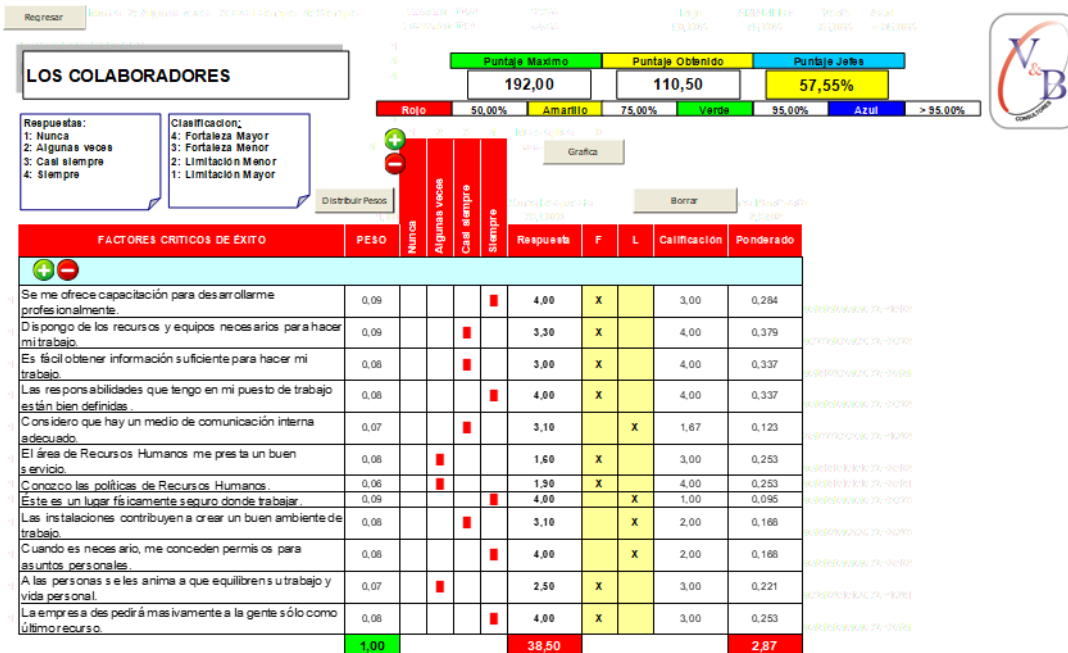 Regresar
LOS COLABORADORES
Puntaje Maximo Puntaje Obtenido Puntaje Jefes
192,00 110,50 57,55%
Rojo 50,00% Amarillo 75,00% Verde 95,00% Azul > 95.00%
V&B
CONSULTORES
Respuestas:
1: Nunca
2: Algunas veces
3: Casi siempre
4: Siempre
Clasificacion:
4: Fortaleza Mayor
3: Fortaleza Menor
2: Limitación Menor
1: Limitación Mayor
Grafica
Distribuir Pesos
Borrar
FACTORES CRITICOS DE ÉXITO PESO Nunca Algunas veces Casi siempre Siempre Respuesta F L Calificación Ponderado
Se me ofrece capacitación para desarrollarme
profesionalmente. 0,09 4,00 X 3,00 0,284
Dispongo de los recursos y equipos necesarios para hacer
mi trabajo. 0,09 3,30 X 4,00 0,379
Es fácil obtener información suficiente para hacer mi
trabajo. 0,08 3,00 X 4,00 0,337
Las responsabilidades que tengo en mi puesto de trabajo
están bien definidas. 0,08 4,00 X 4,00 0,337
Considero que hay un medio de comunicación interna
adecuado. 0,07 3,10 X 1,67 0,123
El área de Recursos Humanos me presta un buen
servicio. 0,08 1,60 X 3,00 0,253
Conozco las políticas de Recursos Humanos. 0,06 1,90 X 4,00 0,253
Éste es un lugar físicamente seguro donde trabajar. 0,09 4,00 X 1,00 0,095
Las instalaciones contribuyen a crear un buen ambiente de
trabajo. 0,08 3,10 X 2,00 0,168
Cuando es necesario, me conceden permisos para
asuntos personales. 0,08 4,00 X 2,00 0,168
A las personas se les anima a que equilibren su trabajo y
vida personal. 0,07 2,50 X 3,00 0,221
La empresa despedirá masivamente a la gente sólo como
último recurso. 0,08 4,00 X 3,00 0,253
1,00 38,50 2,87